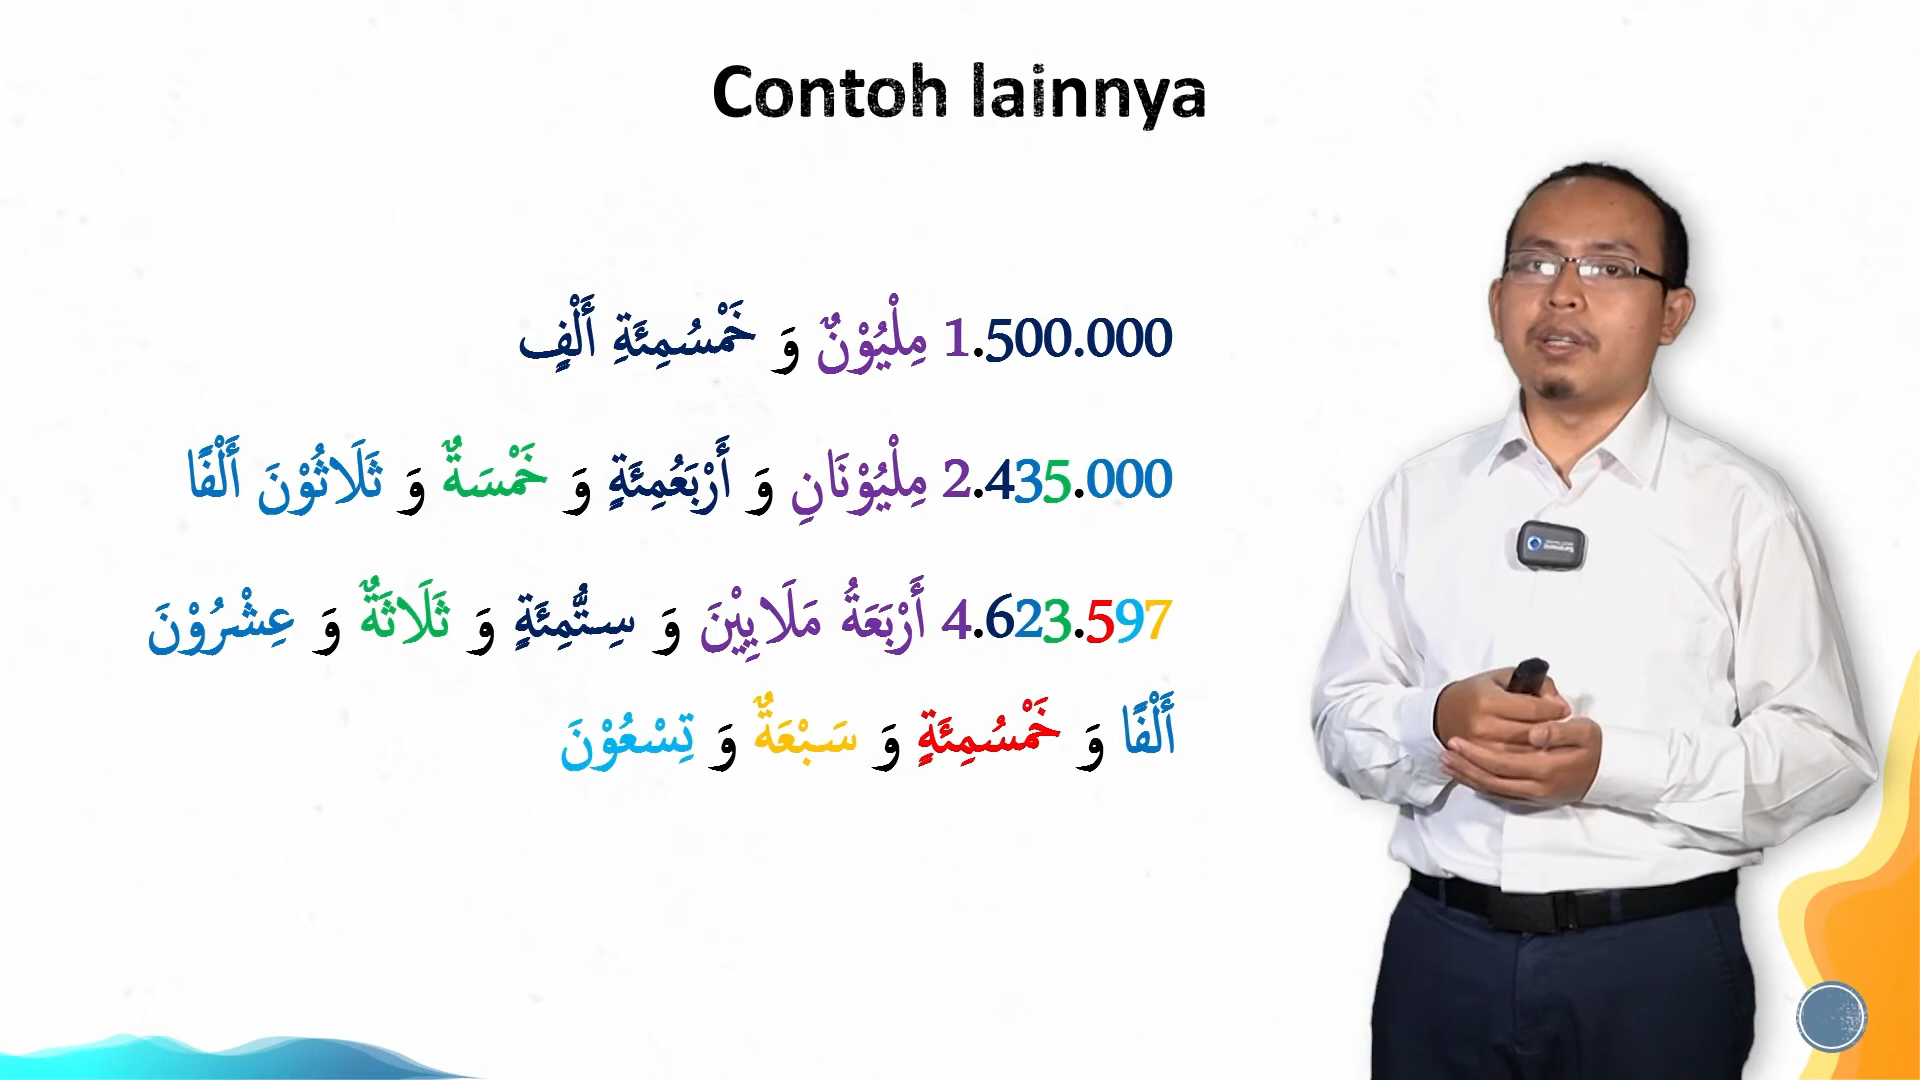 Contoh lainnya
1.500.000 مِلْيُوْنٌ وَ خَمْسُمِئَةِ أَلْفٍ
2.435.000 مِلْيُوْنَانِ وَ أَرْبَعُمِئَةٍ وَ خَمْسَةٌ وَ ثَلَاثُوْنَ أَلْفًا
4.623.597 أَرْبَعَةُ مَلَايِيْنَ وَ سِتُّمِئَةٍ وَ ثَلَاثَةٌ وَ عِشْرُوْنَ
أَلْفًا وَ خَمْسُمِئَةٍ وَ سَبْعَةٌ وَ تِسْعُوْنَ